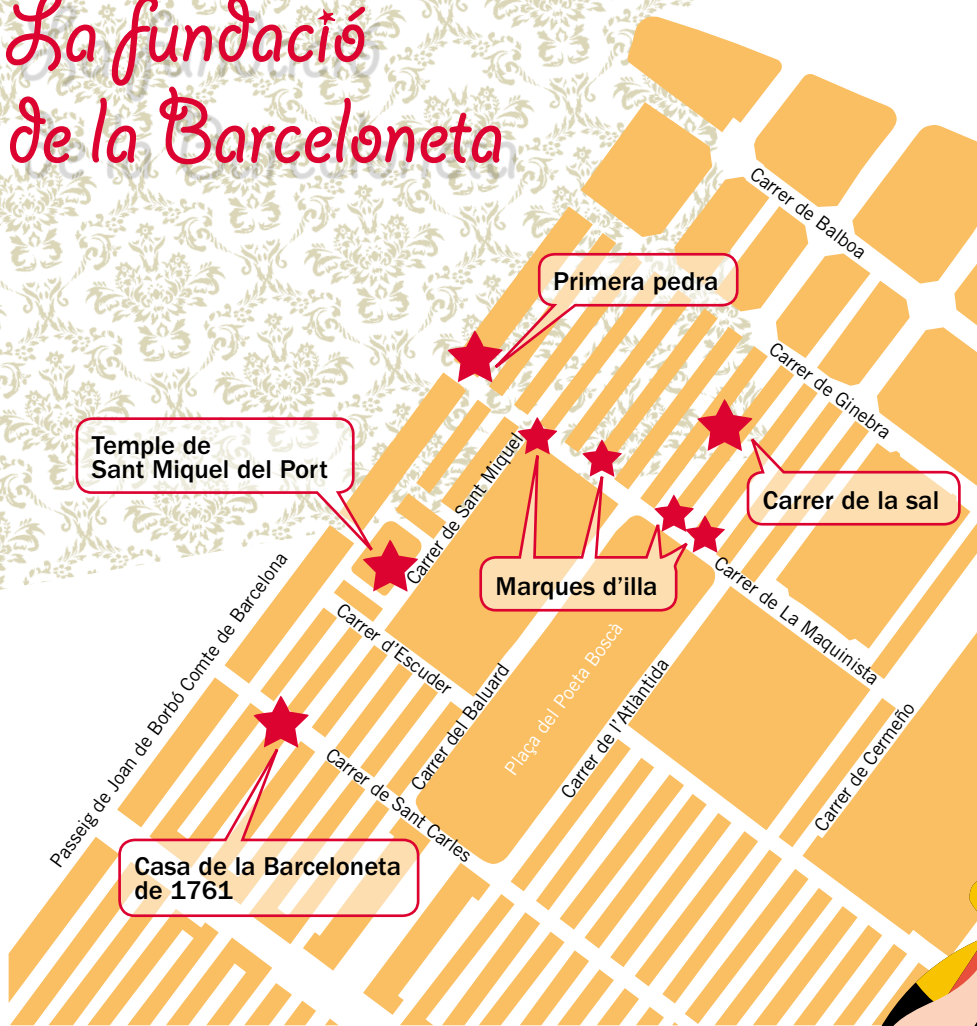 La fundació
de la Barceloneta
Carrer de Balboa
Primera pedra
Carrer de Ginebra
Temple de
Sant Miquel del Port
Carrer de Sant Miquel
Carrer de la sal
Marques d'illa
Carrer de La Maquinista
Passeig de Joan de Borbó Comte de Barcelona
Carrer d'Escuder
Carrer del Baluard
Plaça del Poeta Boscà
Carrer de l'Atlàntida
Carrer de Cermeño
Carrer de Sant Carles
Casa de la Barceloneta
de 1761